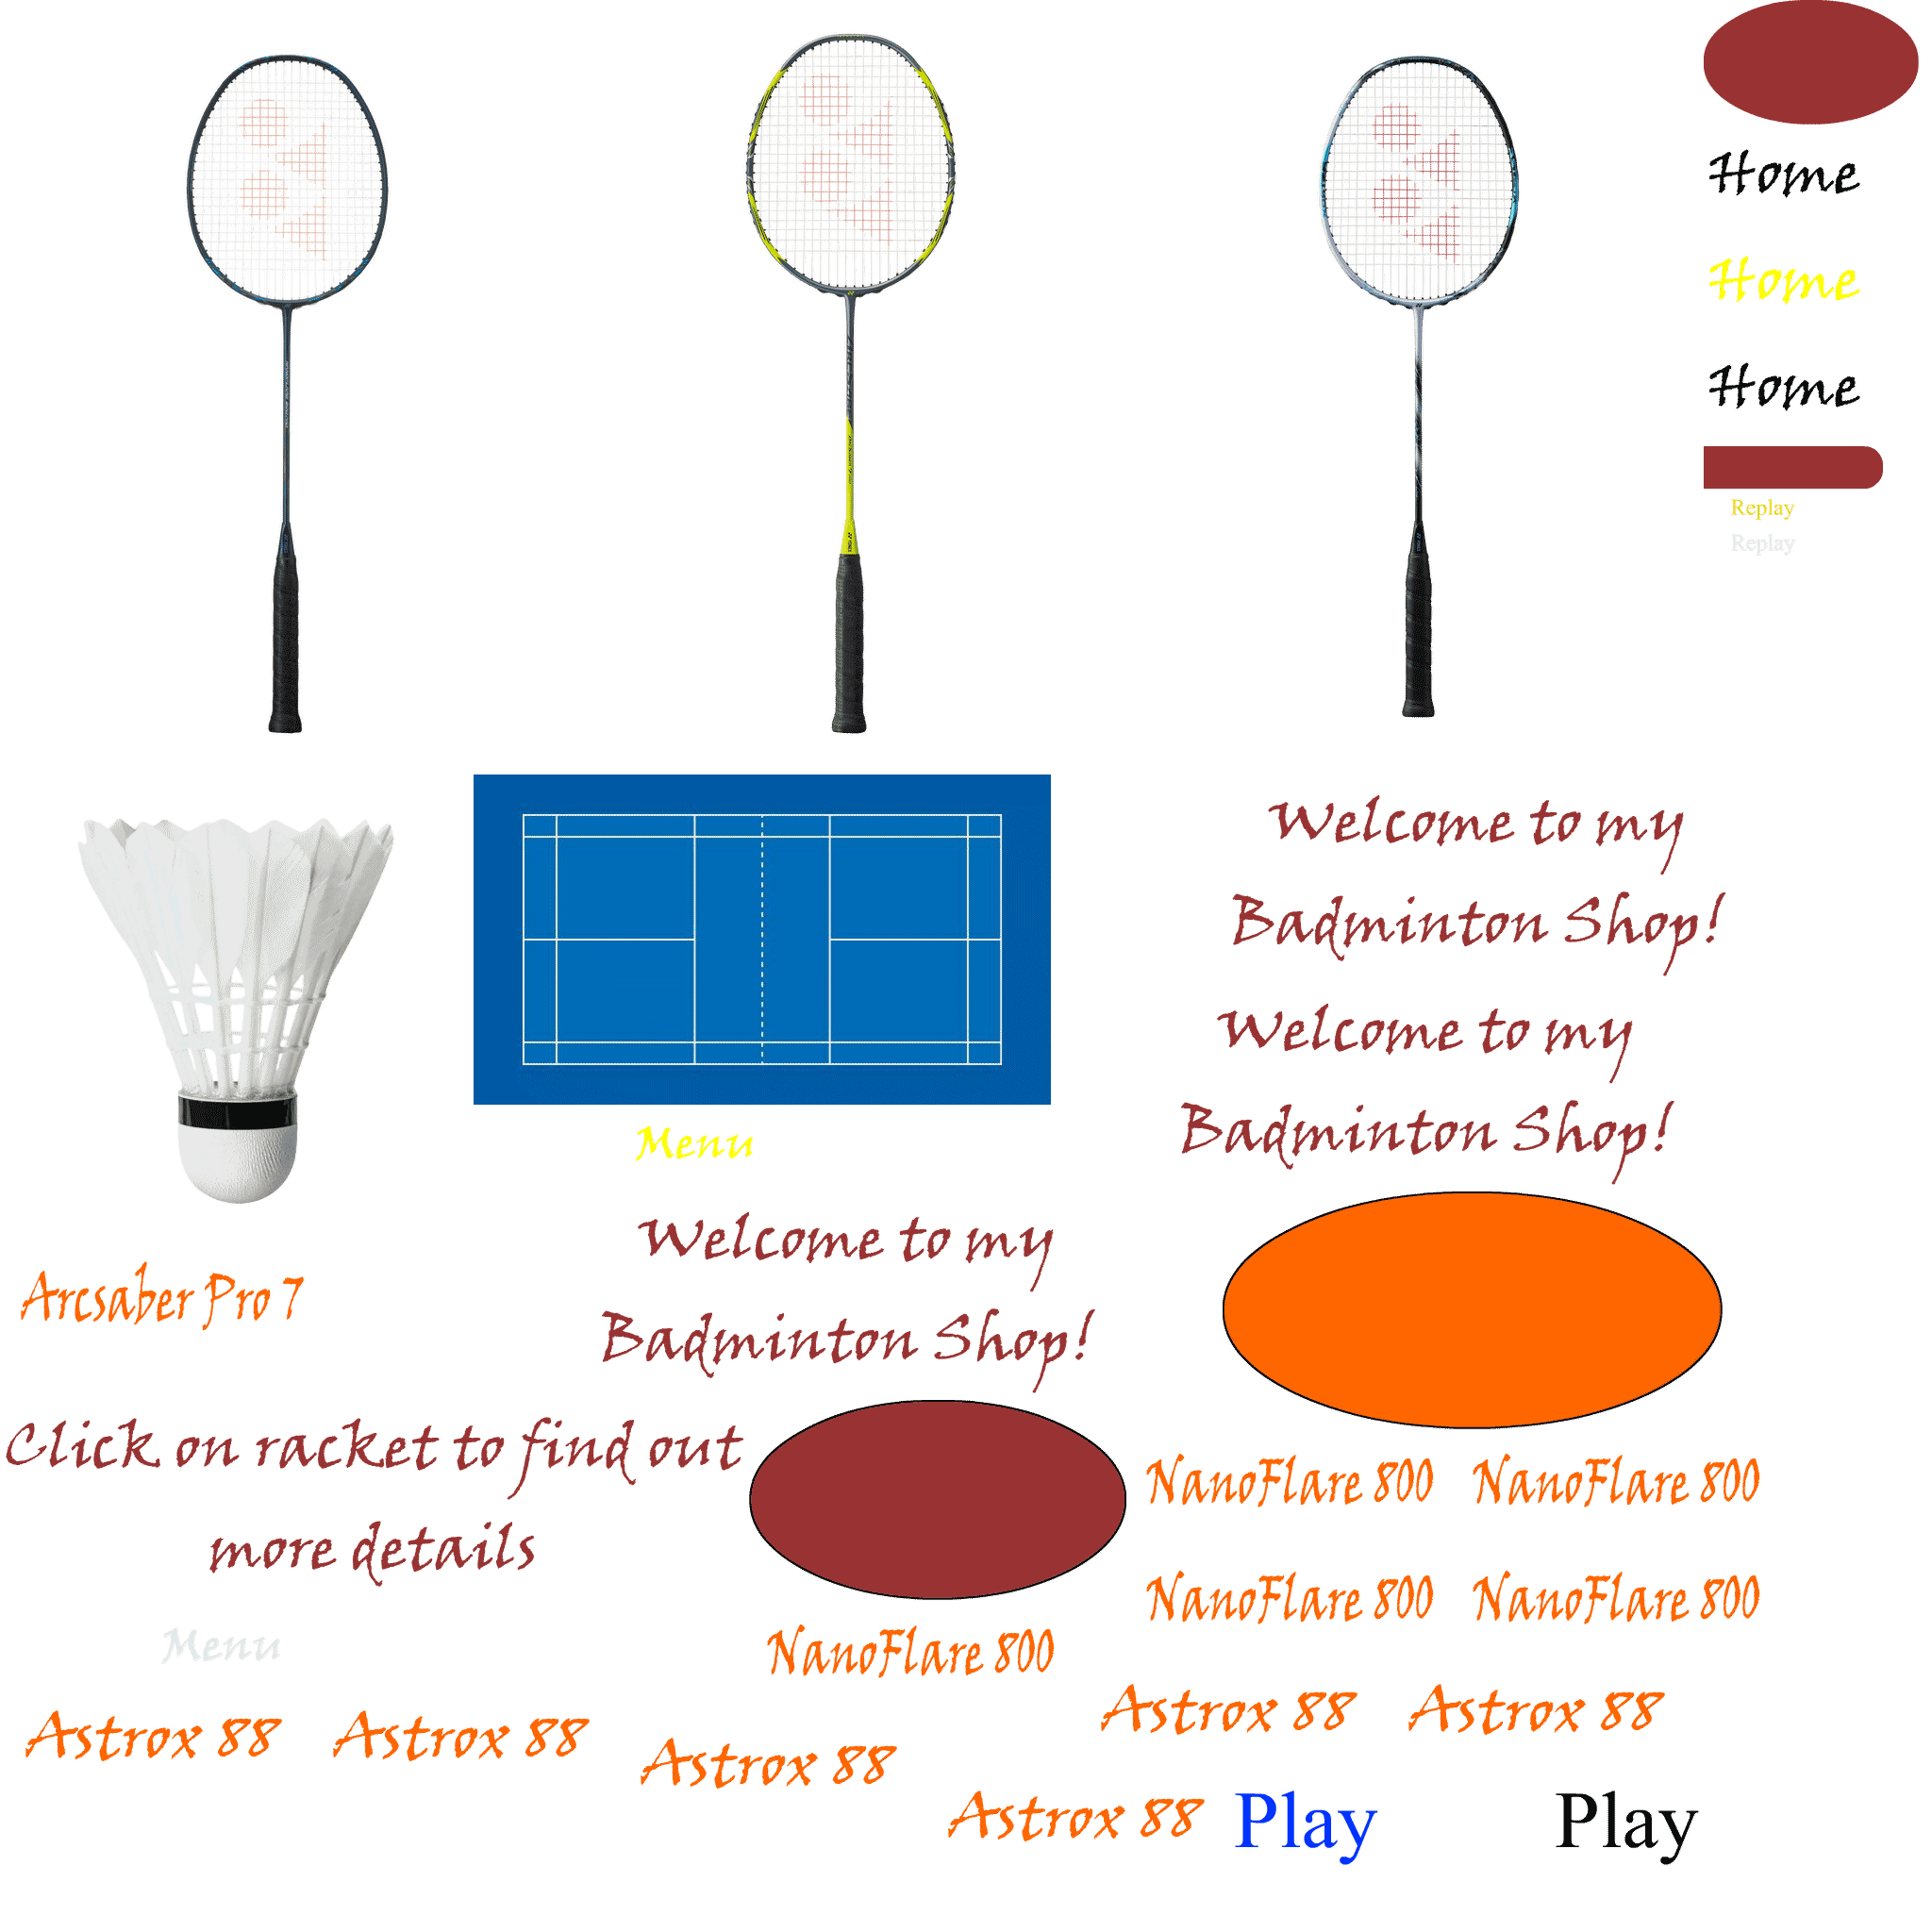 Home
Home
Home
Replay
Replay
Welcome to my
Badminton Shop!
Welcome to my
Badminton Shop!
Menu
Welcome to my
Badminton Shop!
Arcsaber Pro 7
Click on racket to find out
more details
NanoFlare 800 NanoFlare 800
NanoFlare 800 NanoFlare 800
Menu
NanoFlare 800
Astrox 88 Astrox 88
Astrox 88
Astrox 88 Astrox 88
Astrox 88
Play Play